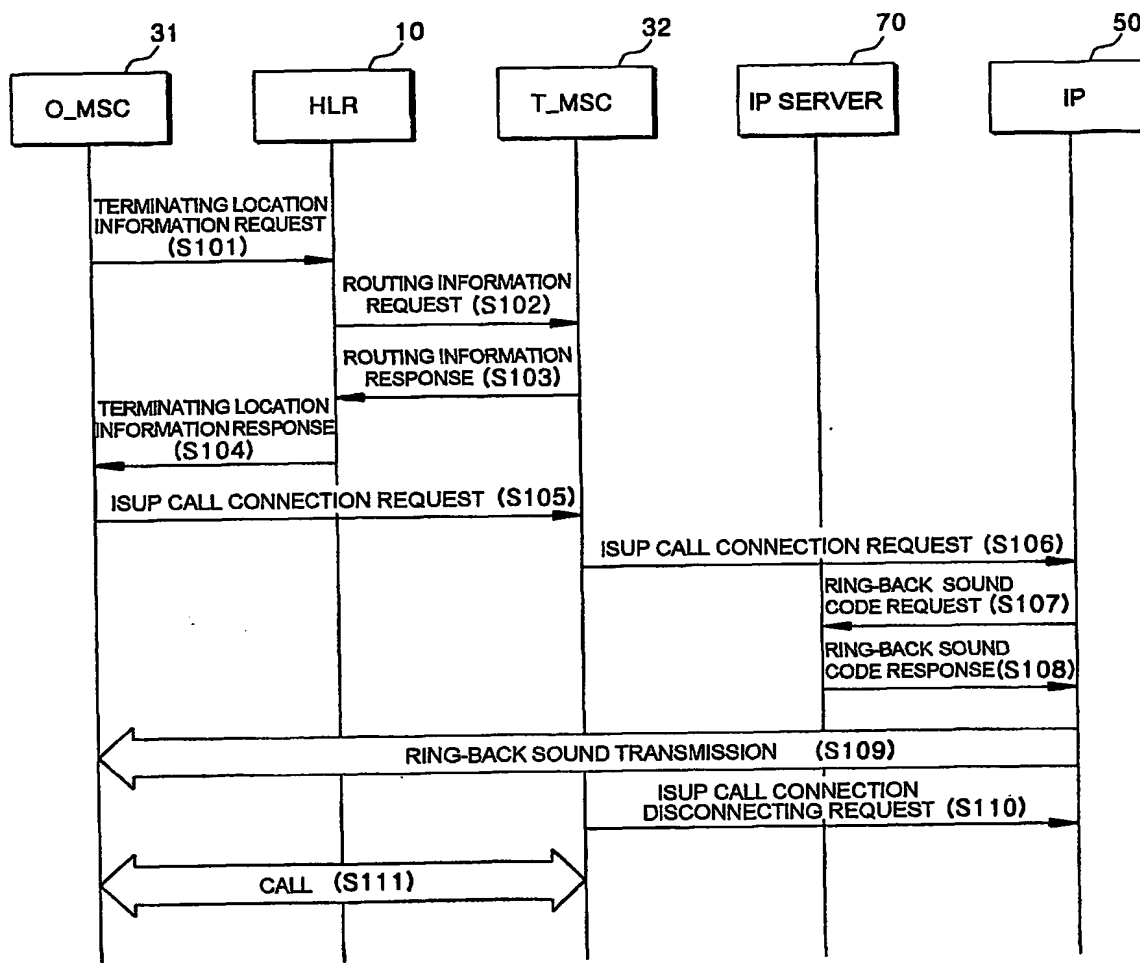 31
10
32
70
50
O_MSC
HLR
T_MSC
IP SERVER
IP
TERMINATING LOCATION
INFORMATION REQUEST
(S101)
ROUTING INFORMATION
REQUEST (S102)
ROUTING INFORMATION
RESPONSE (S103)
TERMINATING LOCATION
INFORMATION RESPONSE
(S104)
ISUP CALL CONNECTION REQUEST (S105)
ISUP CALL CONNECTION REQUEST (S106)
RING-BACK SOUND
CODE REQUEST (S107)
RING-BACK SOUND
CODE RESPONSE(S108)
RING-BACK SOUND TRANSMISSION (S109)
ISUP CALL CONNECTION
DISCONNECTING REQUEST (S110)
CALL (S111)